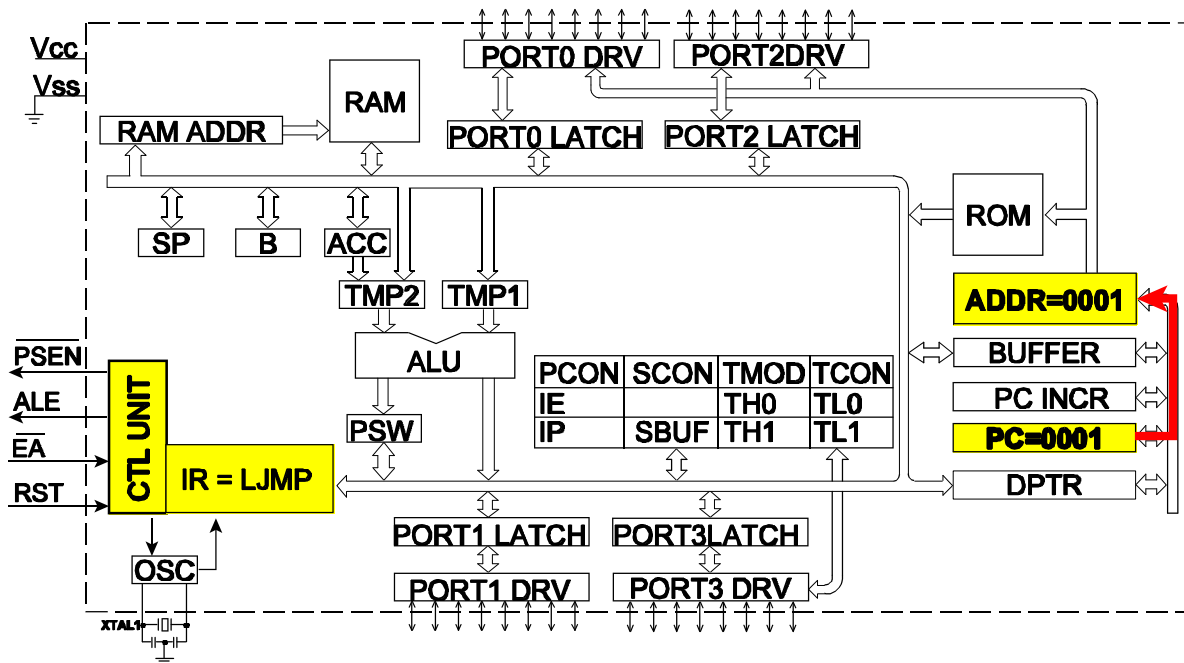 Vcc
Vss
PORT0 DRV
PORT2DRV
RAM
RAM ADDR
PORT0 LATCH
PORT2 LATCH
ROM
SP
B
ACC
TMP2
TMP1
ADDR=0001
ALU
BUFFER
PSEN
ALE
EA
RST
CTL UNIT
IR = LJMP
PCON SCON TMOD TCON
IE TH0 TL0
IP SBUF TH1 TL1
PC INCR
PC=0001
PSW
DPTR
PORT1 LATCH
PORT3LATCH
OSC
PORT1 DRV
PORT3 DRV
XTAL1